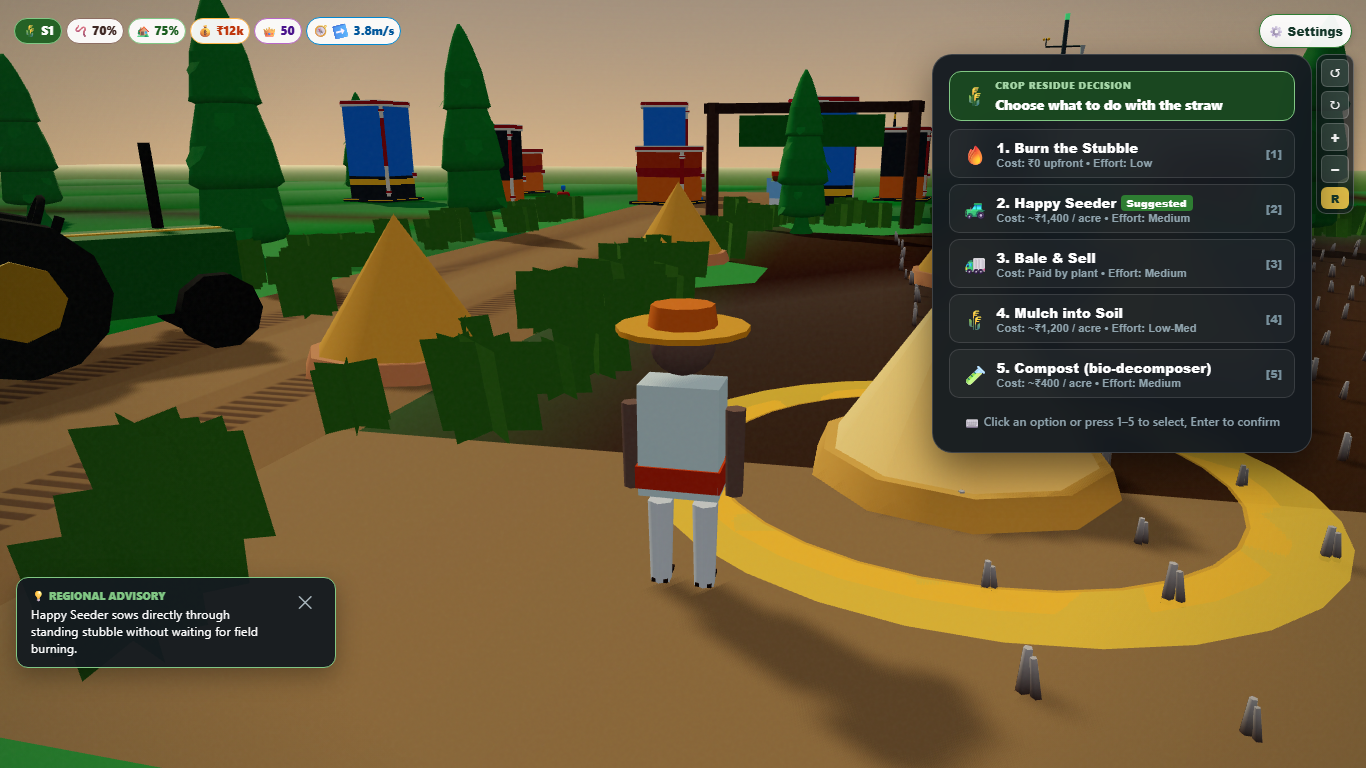 S1
70%
75%
₹12k
50
3.8m/s
Settings
CROP RESIDUE DECISION
Choose what to do with the straw
1. Burn the Stubble
Cost: ₹0 upfront • Effort: Low
[1]
2. Happy Seeder Suggested
Cost: ~₹1,400 / acre • Effort: Medium
[2]
3. Bale & Sell
Cost: Paid by plant • Effort: Medium
[3]
4. Mulch into Soil
Cost: ~₹1,200 / acre • Effort: Low-Med
[4]
5. Compost (bio-decomposer)
Cost: ~₹400 / acre • Effort: Medium
[5]
Click an option or press 1–5 to select, Enter to confirm
↺
↻
+
−
R
REGIONAL ADVISORY
Happy Seeder sows directly through
standing stubble without waiting for field
burning.